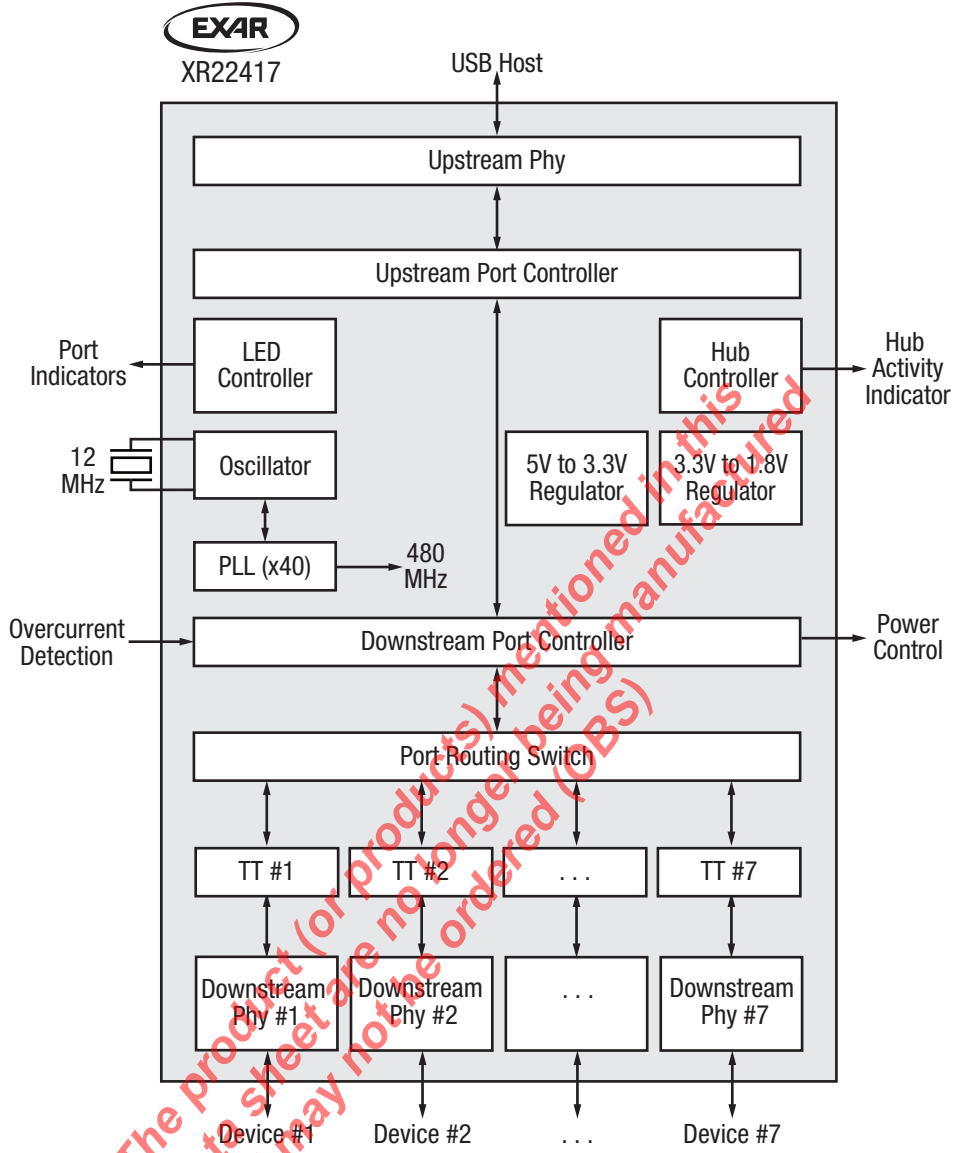 EXAR
XR22417
USB Host
Upstream Phy
Upstream Port Controller
Port
Indicators
LED
Controller
Hub
Controller
Hub
Activity
Indicator
12
MHz
Oscillator
5V to 3.3V
Regulator
3.3V to 1.8V
Regulator
PLL (x40)
480
MHz
Overcurrent
Detection
Downstream Port Controller
Power
Control
Port Routing Switch
TT #1
TT #2
. . .
TT #7
Downstream
Phy #1
Downstream
Phy #2
. . .
Downstream
Phy #7
Device #1
Device #2
. . .
Device #7
The product (or products) mentioned in this
data sheet are no longer being manufactured
may not be ordered (OBS)